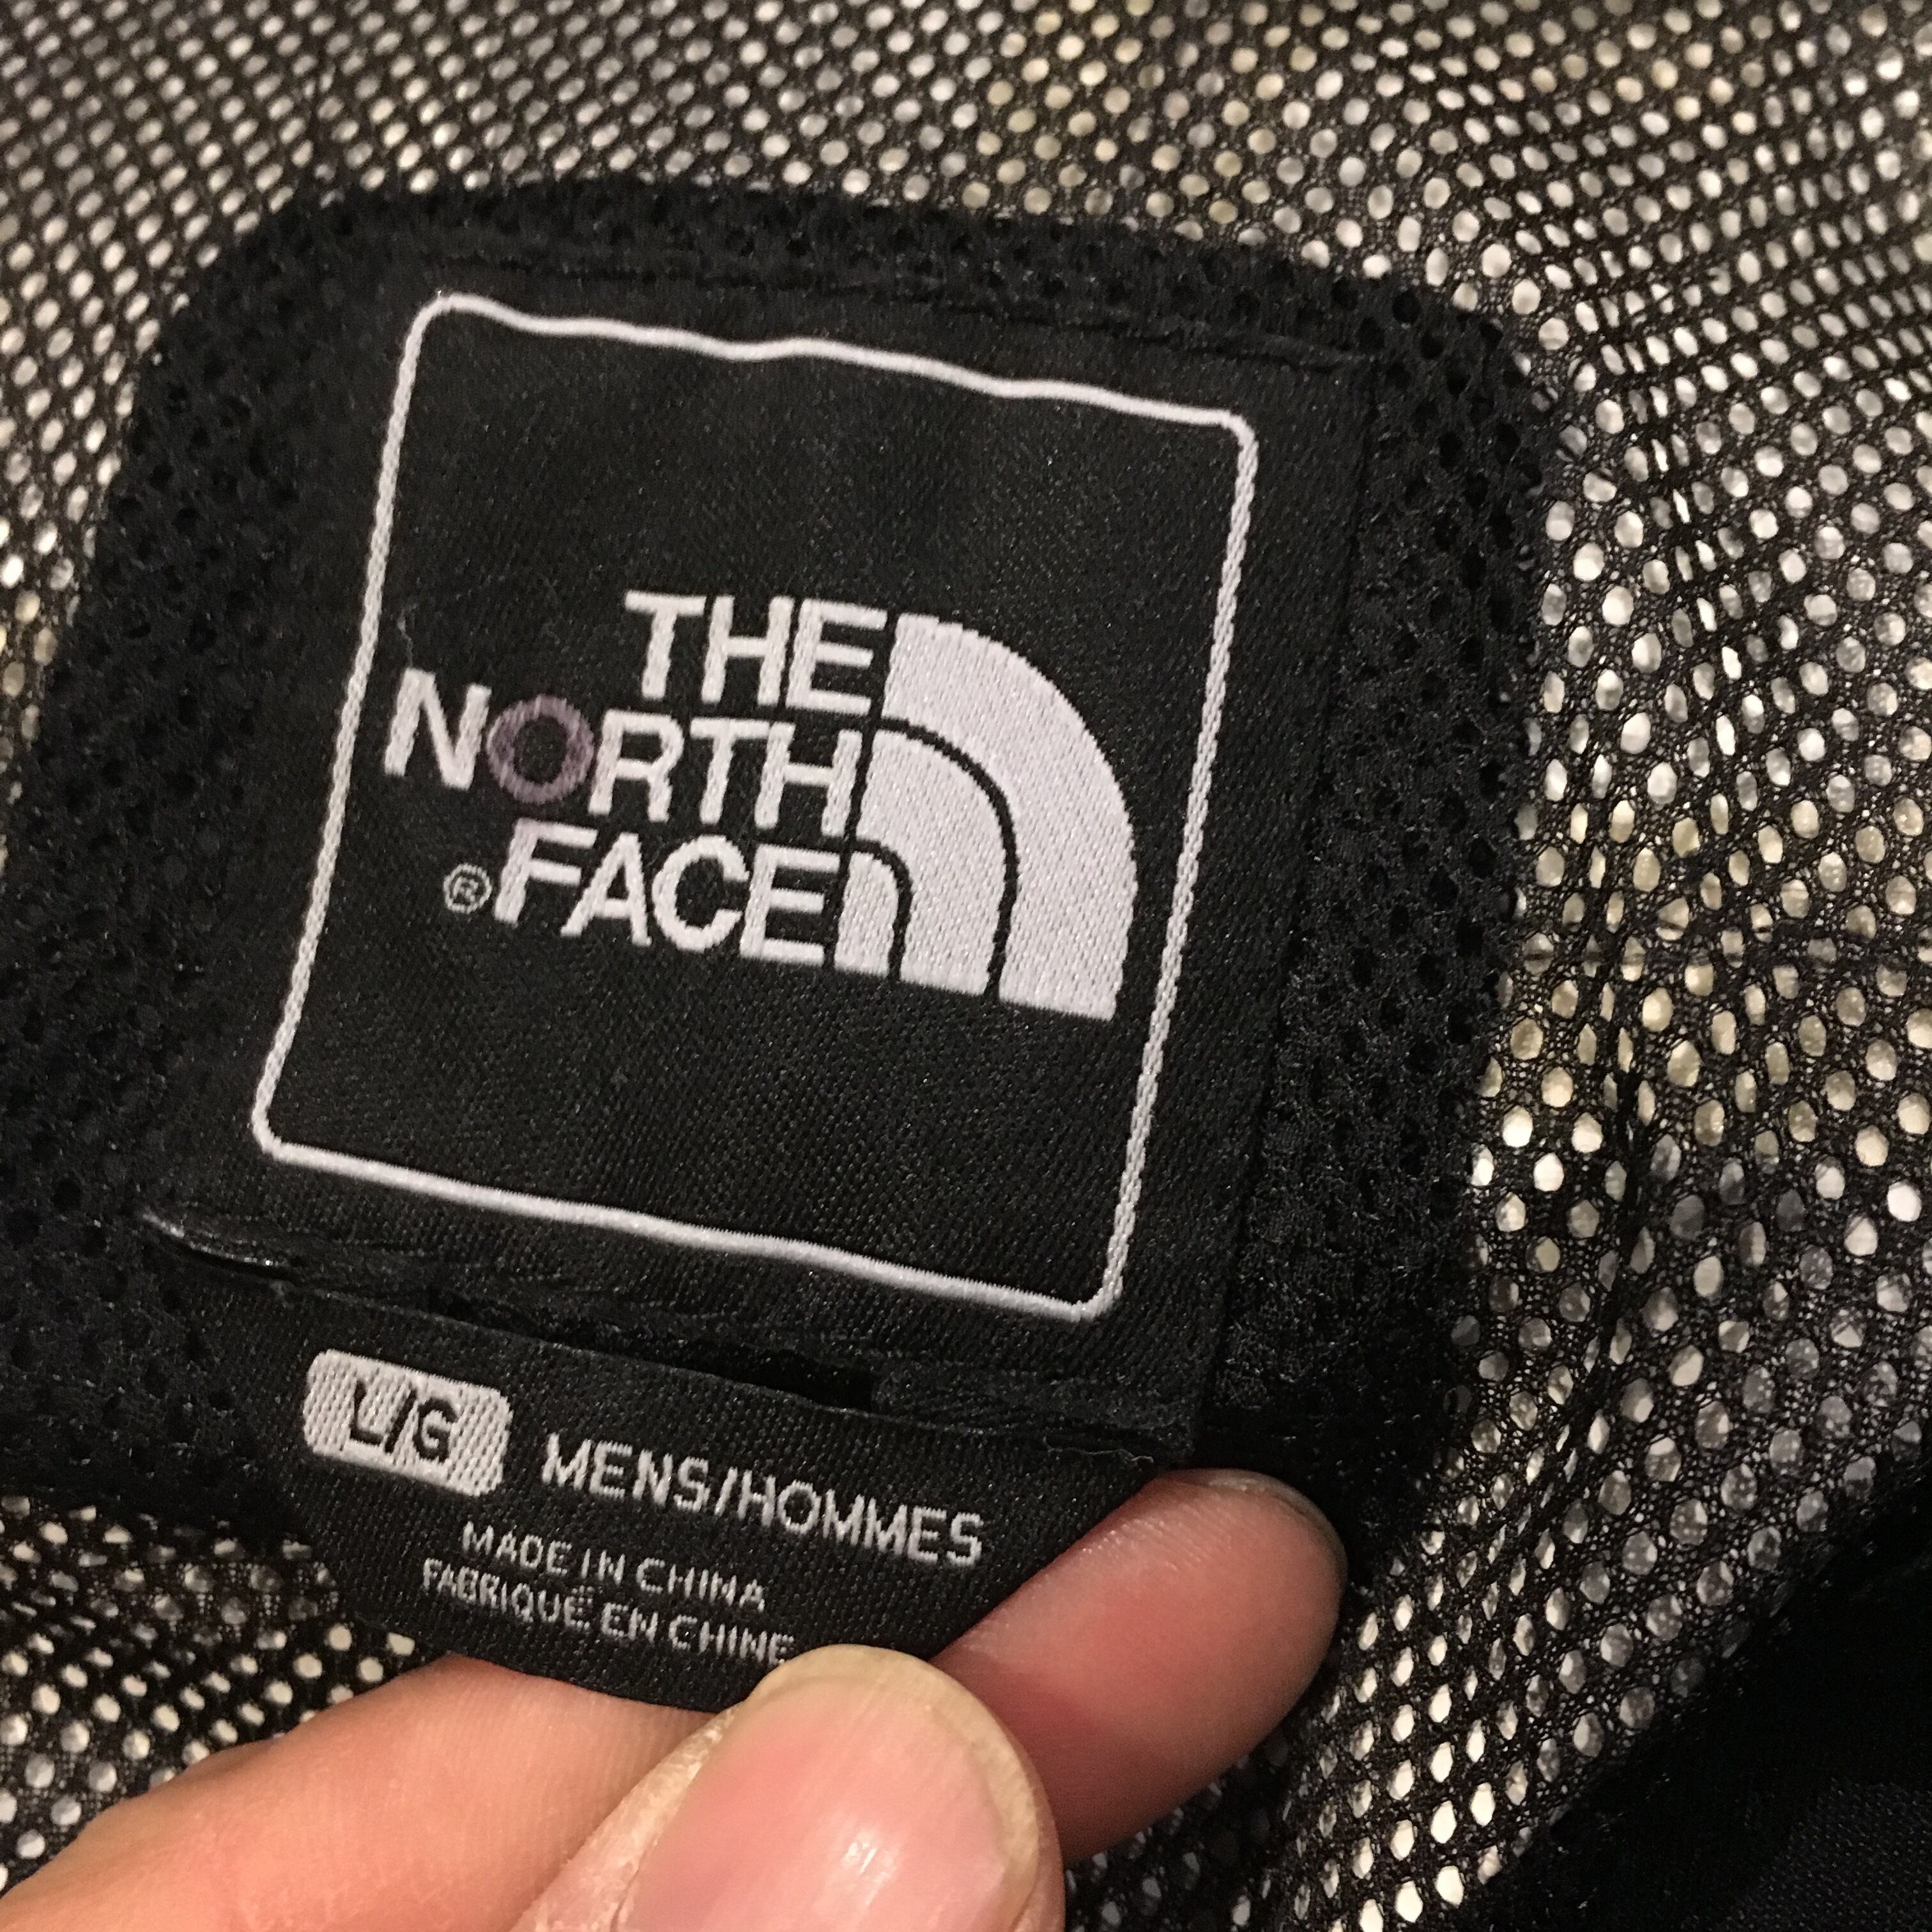 THE
NORTH
®FACE
L/G MENS/HOMMES
MADE IN CHINA
FABRIQUÉ EN CHINE